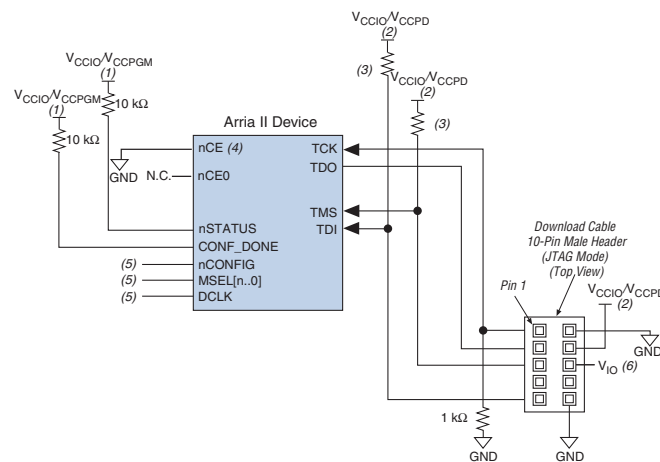 VCCIO/VCCPD
(2)
(3)
VCCIO/VCCPD
(2)
(3)
VCCIO/VCCPGM
(1)
VCCIO/VCCPGM
(1)
10 kΩ
10 kΩ
Arria II Device
nCE (4)
TCK
GND
TDO
N.C.
nCE0
TMS
nSTATUS
TDI
CONF_DONE
(5)
nCONFIG
(5)
MSEL[n..0]
(5)
DCLK
Download Cable
10-Pin Male Header
(JTAG Mode)
(Top View)
Pin 1
VCCIO/VCCPD
(2)
GND
VIO (6)
1 kΩ
GND
GND